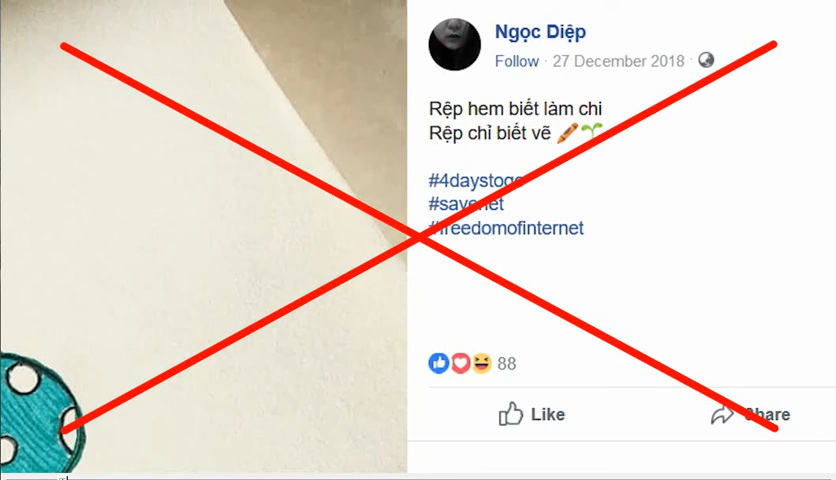 Ngọc Diệp
Follow · 27 December 2018 ·
Rệp hem biết làm chi
Rệp chỉ biết vẽ
#4daystogo
#savenet
#freedomofinternet
88
Like
Share